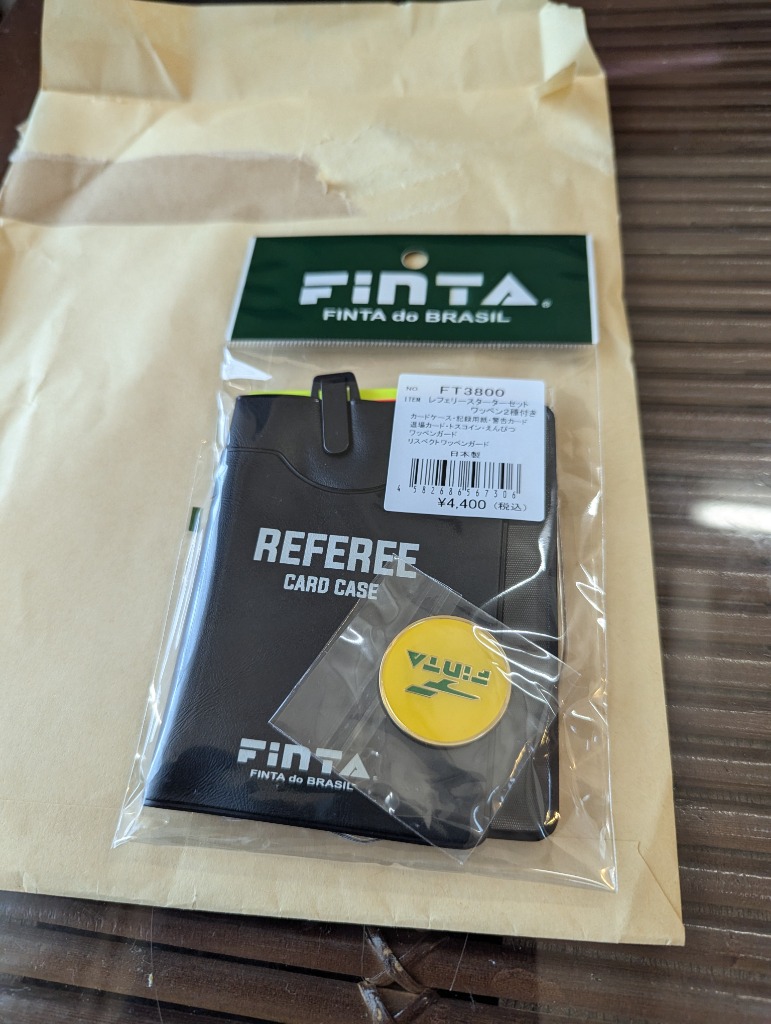 FINTA®
FINTA do BRASIL
NO. FT3800
ITEM レフェリースターターセット
ワッペン2種付き
カードケース・記録用紙・警告カード
退場カード・トスコイン・えんぴつ
ワッペンガード
リスペクトワッペンガード
日本製
4 582686 567306
¥4,400（税込）
REFEREE
CARD CASE
FINTA
FINTA
FINTA do BRASIL